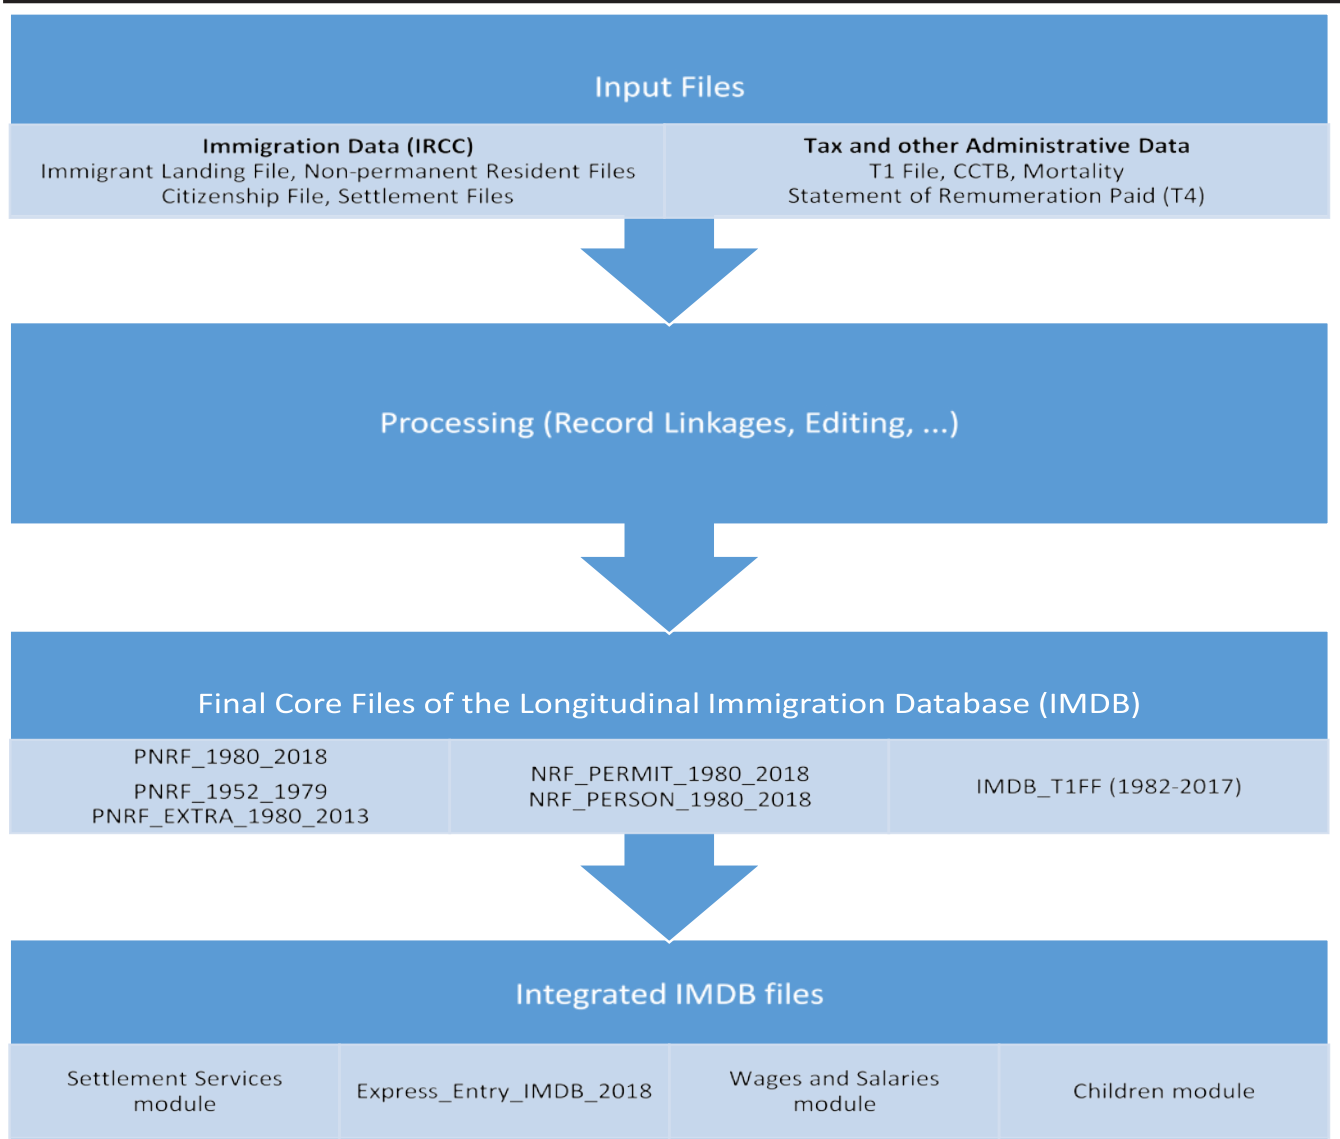 Input Files
Immigration Data (IRCC)
Immigrant Landing File, Non-permanent Resident Files
Citizenship File, Settlement Files
Tax and other Administrative Data
T1 File, CCTB, Mortality
Statement of Remumeration Paid (T4)
Processing (Record Linkages, Editing, ...)
Final Core Files of the Longitudinal Immigration Database (IMDB)
PNRF_1980_2018
PNRF_1952_1979
PNRF_EXTRA_1980_2013
NRF_PERMIT_1980_2018
NRF_PERSON_1980_2018
IMDB_T1FF (1982-2017)
Integrated IMDB files
Settlement Services
module
Express_Entry_IMDB_2018
Wages and Salaries
module
Children module